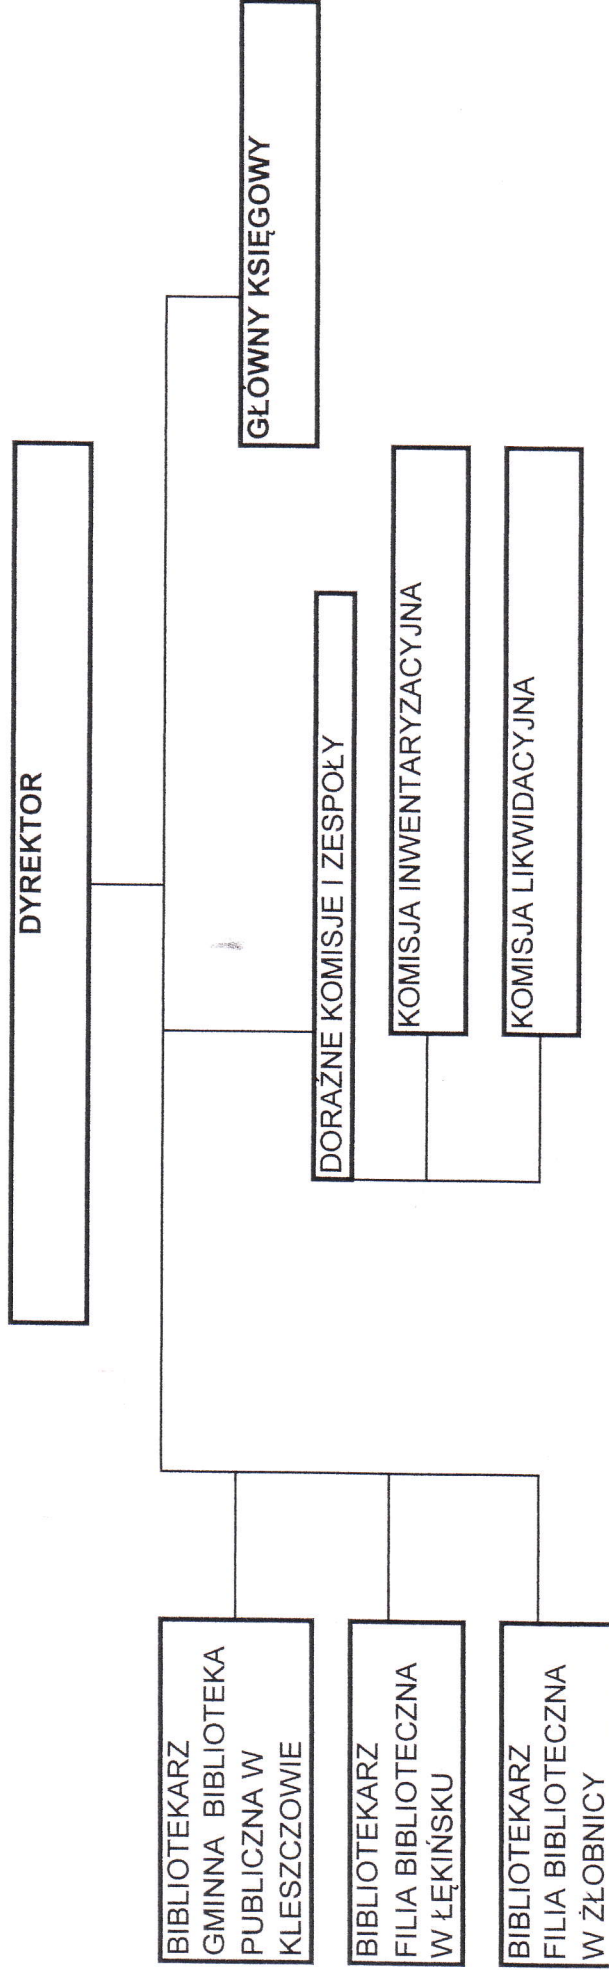 DYREKTOR
GŁÓWNY KSIĘGOWY
DORAŹNE KOMISJE I ZESPOŁY
KOMISJA INWENTARYZACYJNA
KOMISJA LIKWIDACYJNA
BIBLIOTEKARZ
GMINNA BIBLIOTEKA
PUBLICZNA W
KLESZCZOWIE
BIBLIOTEKARZ
FILIA BIBLIOTECZNA
W ŁĘKIŃSKU
BIBLIOTEKARZ
FILIA BIBLIOTECZNA
W ŻŁOBNICY